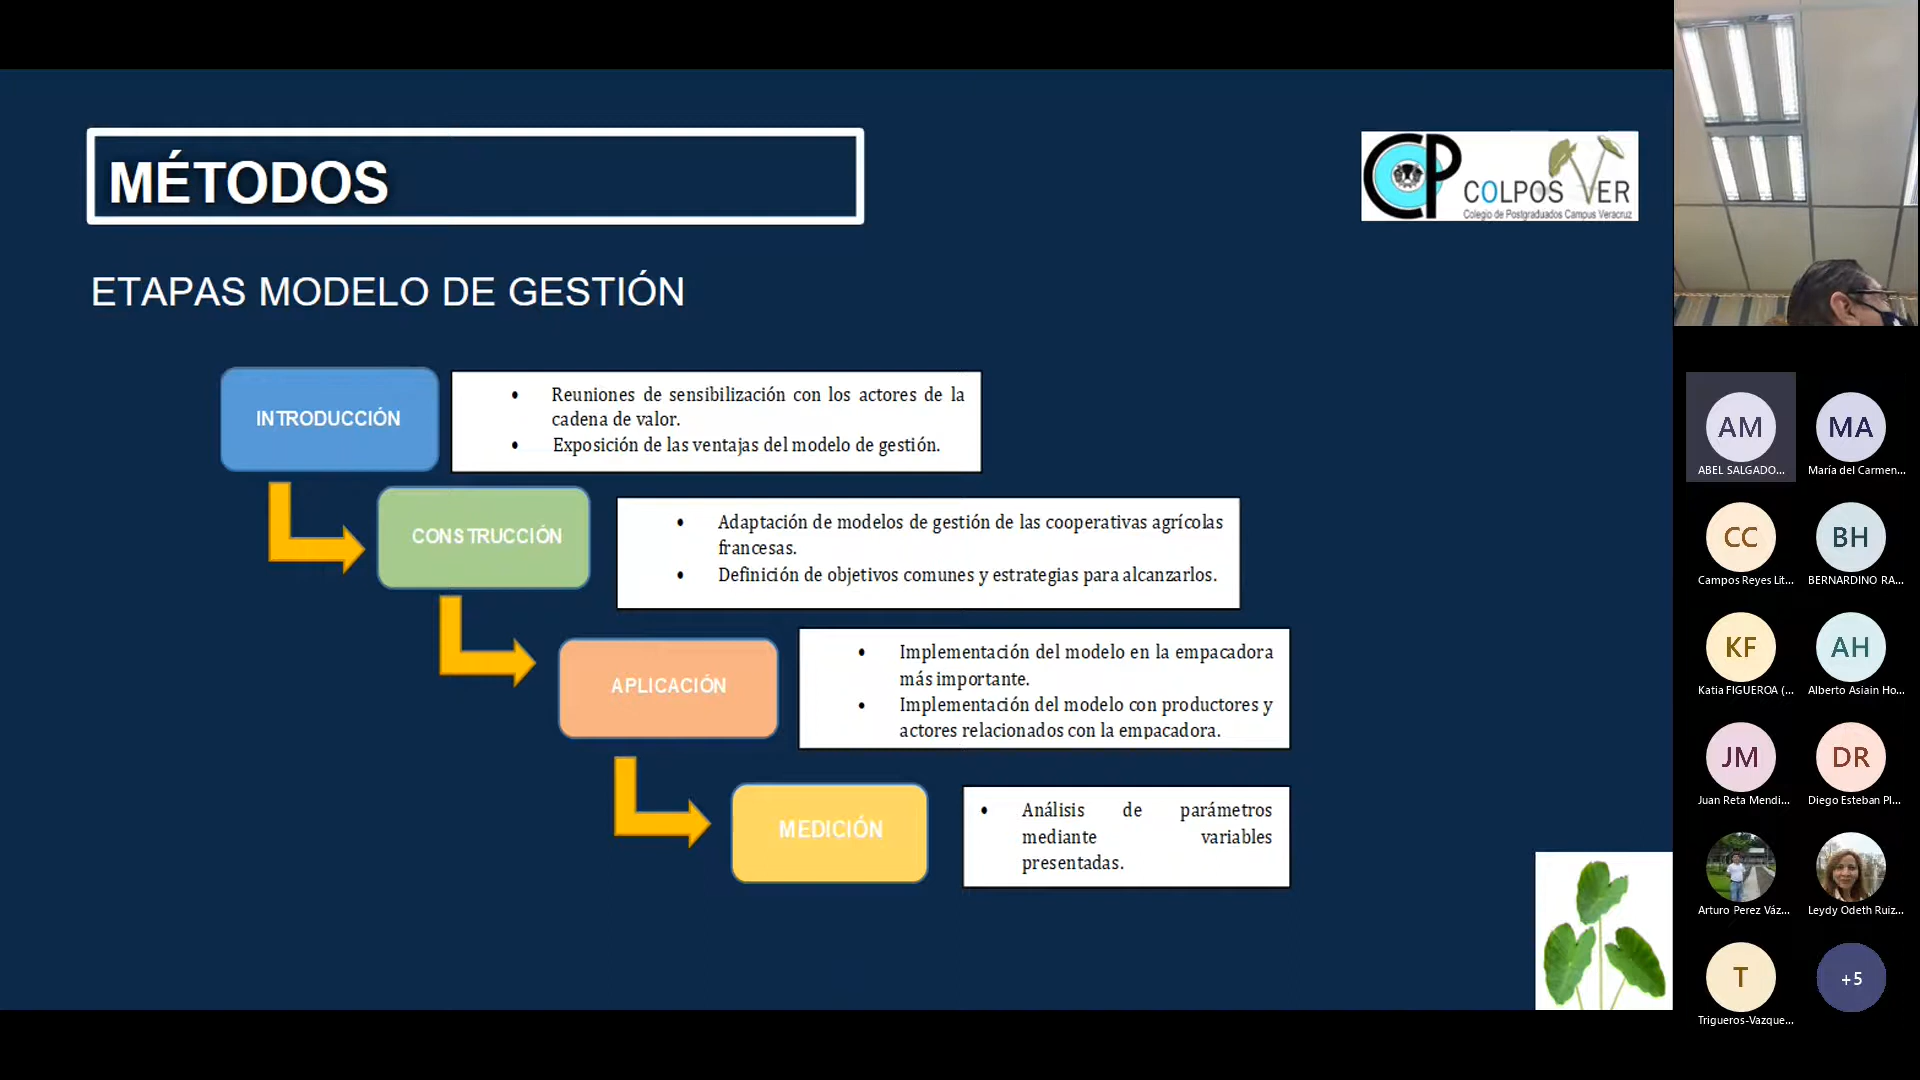 MÉTODOS
CP
COLPOS VER
Colegio de Postgraduados Campus Veracruz
ETAPAS MODELO DE GESTIÓN
INTRODUCCIÓN
• Reuniones de sensibilización con los actores de la
cadena de valor.
• Exposición de las ventajas del modelo de gestión.
CONSTRUCCIÓN
• Adaptación de modelos de gestión de las cooperativas agrícolas
francesas.
• Definición de objetivos comunes y estrategias para alcanzarlos.
APLICACIÓN
• Implementación del modelo en la empacadora
más importante.
• Implementación del modelo con productores y
actores relacionados con la empacadora.
MEDICIÓN
• Análisis de parámetros
mediante variables
presentadas.
AM
ABEL SALGADO...
MA
María del Carmen...
CC
Campos Reyes Lit...
BH
BERNARDINO RA...
KF
Katia FIGUEROA (...
AH
Alberto Asiain Ho...
JM
Juan Reta Mendi...
DR
Diego Esteban Pl...
Arturo Perez Váz...
Leydy Odeth Ruiz...
T
Trigueros-Vazque...
+5